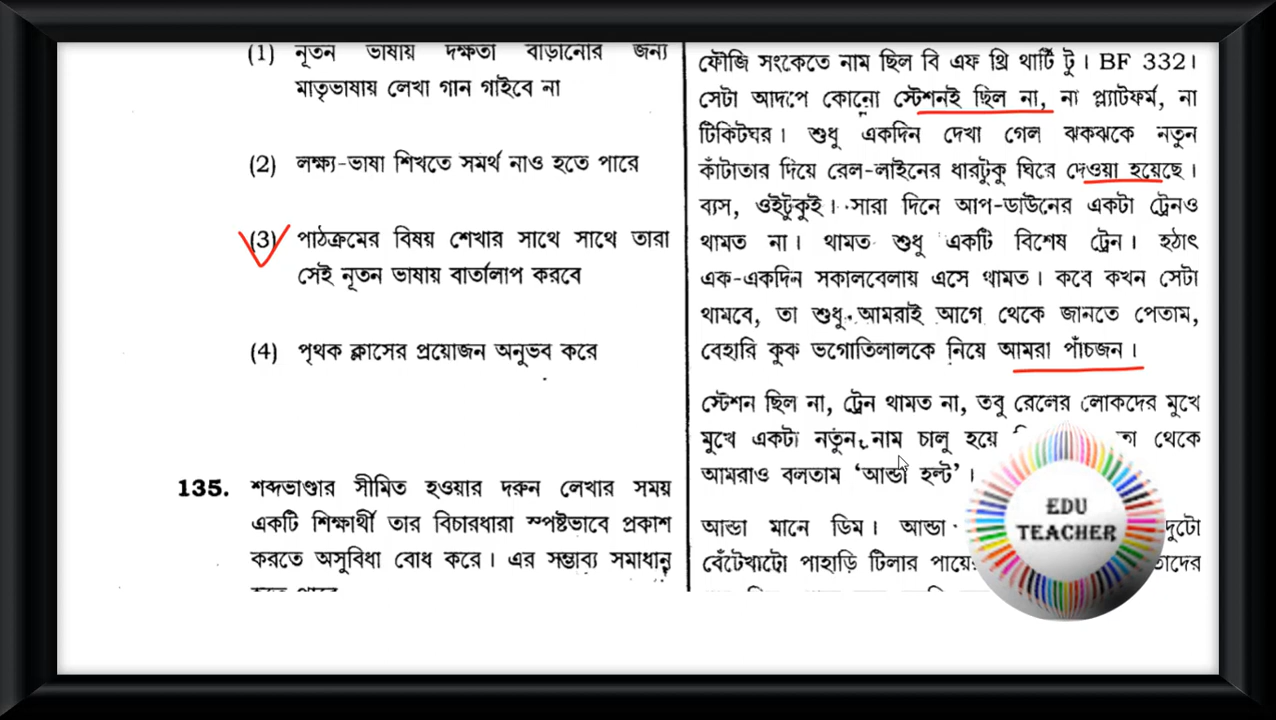 (1) নূতন ভাষায় দক্ষতা বাড়ানোর জন্য
মাতৃভাষায় লেখা গান গাইবে না
(2) লক্ষ্য-ভাষা শিখতে সমর্থ নাও হতে পারে
(3) পাঠক্রমের বিষয় শেখার সাথে সাথে তারা
সেই নূতন ভাষায় বার্তালাপ করবে
(4) পৃথক ক্লাসের প্রয়োজন অনুভব করে
135. শব্দভাণ্ডার সীমিত হওয়ার দরুন লেখার সময়
একটি শিক্ষার্থী তার বিচারধারা স্পষ্টভাবে প্রকাশ
করতে অসুবিধা বোধ করে। এর সম্ভাব্য সমাধান
ফৌজি সংকেতে নাম ছিল বি এফ থ্রি থার্টি টু। BF 332।
সেটা আদপে কোনো স্টেশনই ছিল না, না প্ল্যাটফর্ম, না
টিকিটঘর। শুধু একদিন দেখা গেল ঝকঝকে নতুন
কাঁটাতার দিয়ে রেল-লাইনের ধারটুকু ঘিরে দেওয়া হয়েছে।
ব্যস, ওইটুকুই। সারা দিনে আপ-ডাউনের একটা ট্রেনও
থামত না। থামত শুধু একটি বিশেষ ট্রেন। হঠাৎ
এক-একদিন সকালবেলায় এসে থামত। কবে কখন সেটা
থামবে, তা শুধু আমরাই আগে থেকে জানতে পেতাম,
বেহারি কুক ভগোতিলালকে নিয়ে আমরা পাঁচজন।
স্টেশন ছিল না, ট্রেন থামত না, তবু রেলের লোকদের মুখে
মুখে একটা নতুন নাম চালু হয়ে থেকে
আমরাও বলতাম ‘আন্ডা হল্ট’।
আন্ডা মানে ডিম। আন্ডা দুটো
বেঁটেখাটো পাহাড়ি টিলার
EDU
TEACHER